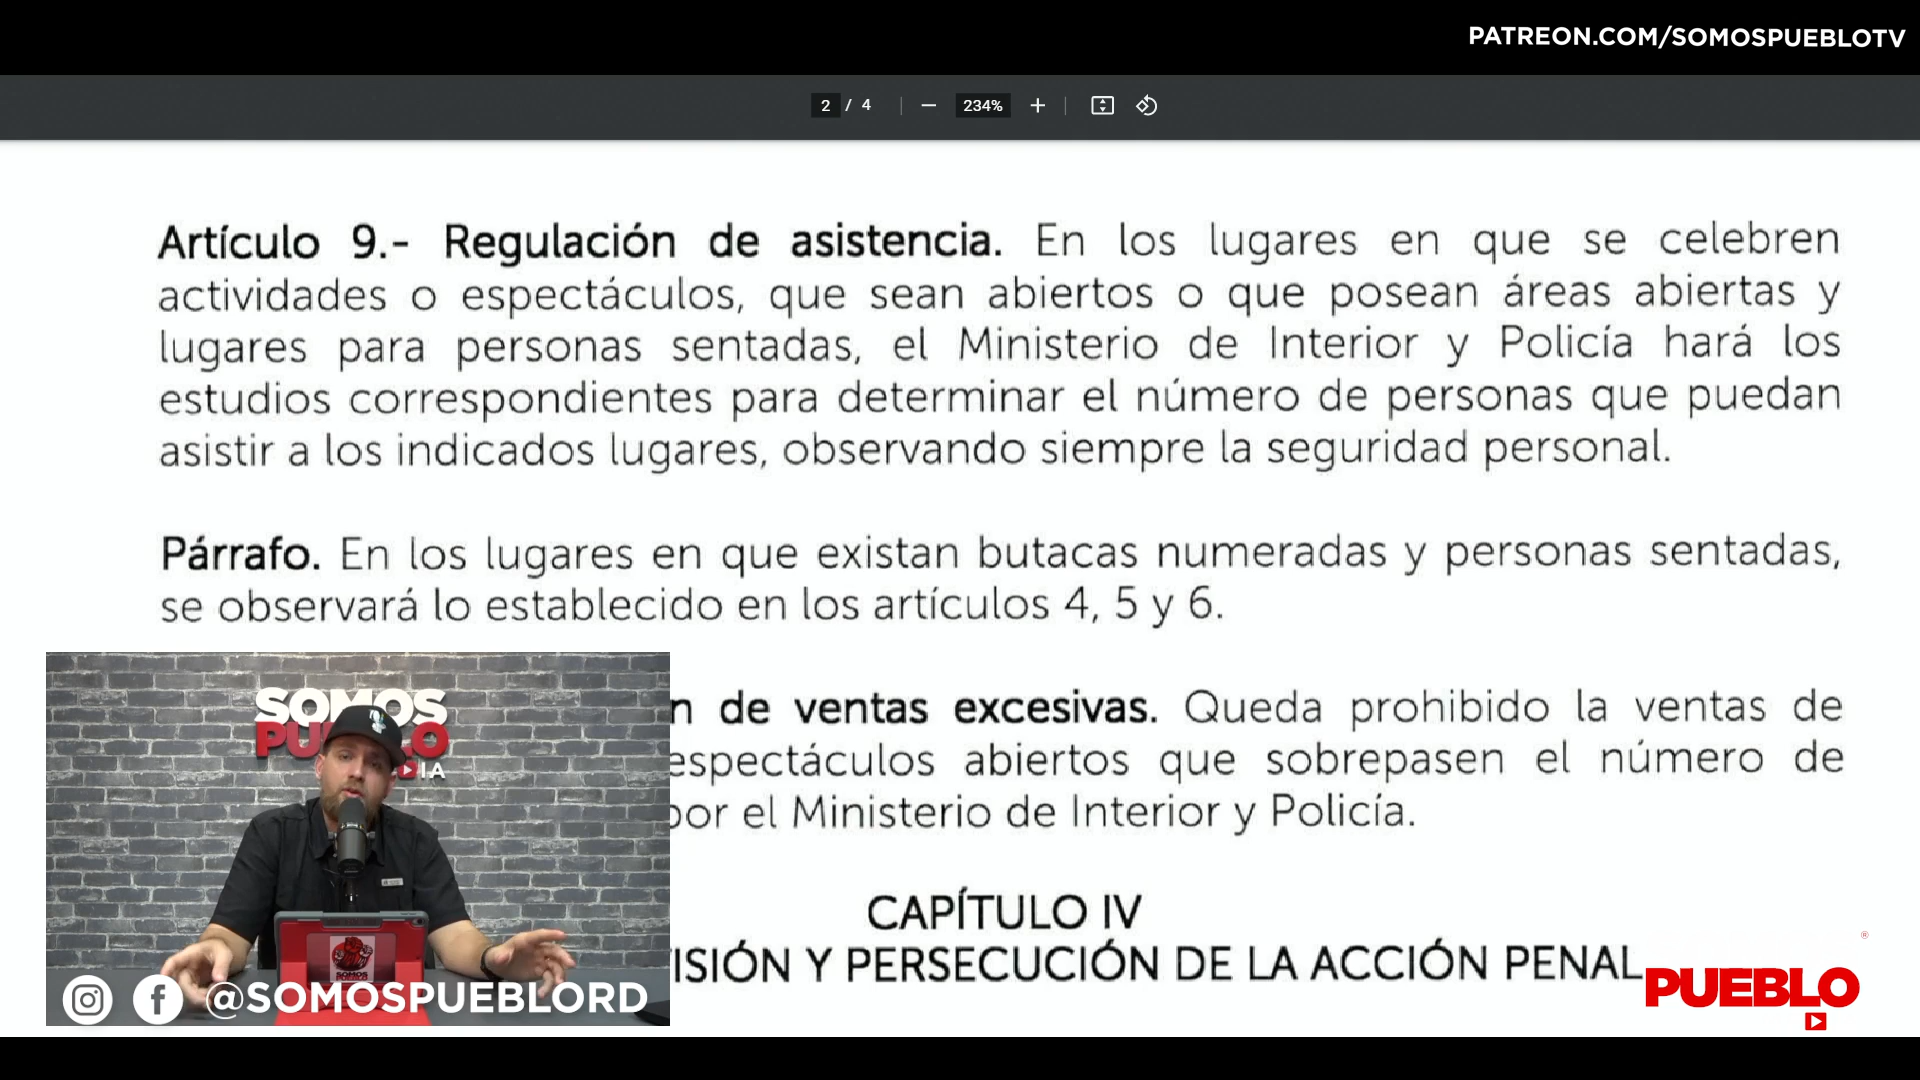 PATREON.COM/SOMOSPUEBLOTV
2 / 4 234%
Artículo 9.- Regulación de asistencia. En los lugares en que se celebren
actividades o espectáculos, que sean abiertos o que posean áreas abiertas y
lugares para personas sentadas, el Ministerio de Interior y Policía hará los
estudios correspondientes para determinar el número de personas que puedan
asistir a los indicados lugares, observando siempre la seguridad personal.
Párrafo. En los lugares en que existan butacas numeradas y personas sentadas,
se observará lo establecido en los artículos 4, 5 y 6.
n de ventas excesivas. Queda prohibido la ventas de
espectáculos abiertos que sobrepasen el número de
por el Ministerio de Interior y Policía.
CAPÍTULO IV
ISIÓN Y PERSECUCIÓN DE LA ACCIÓN PENAL
SOMOS
PUEBLO
IA
SOMOS
PUEBLO
@SOMOSPUEBLORD
PUEBLO
®